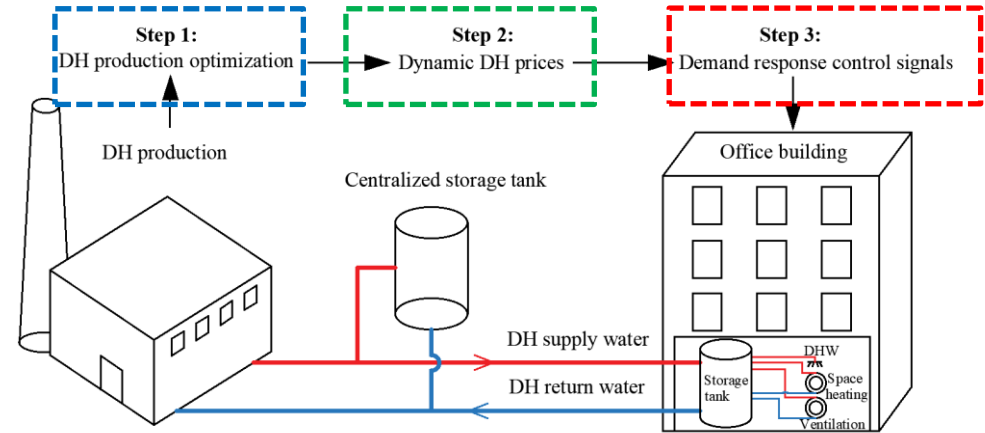 Step 1:
DH production optimization
Step 2:
Dynamic DH prices
Step 3:
Demand response control signals
DH production
Centralized storage tank
Office building
DH supply water
DH return water
Storage
tank
DHW
Space
heating
Ventilation